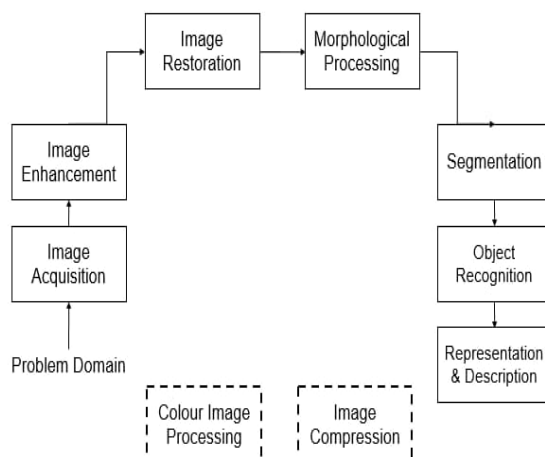 Image
Restoration
Morphological
Processing
Image
Enhancement
Segmentation
Image
Acquisition
Object
Recognition
Problem Domain
Representation
& Description
Colour Image
Processing
Image
Compression